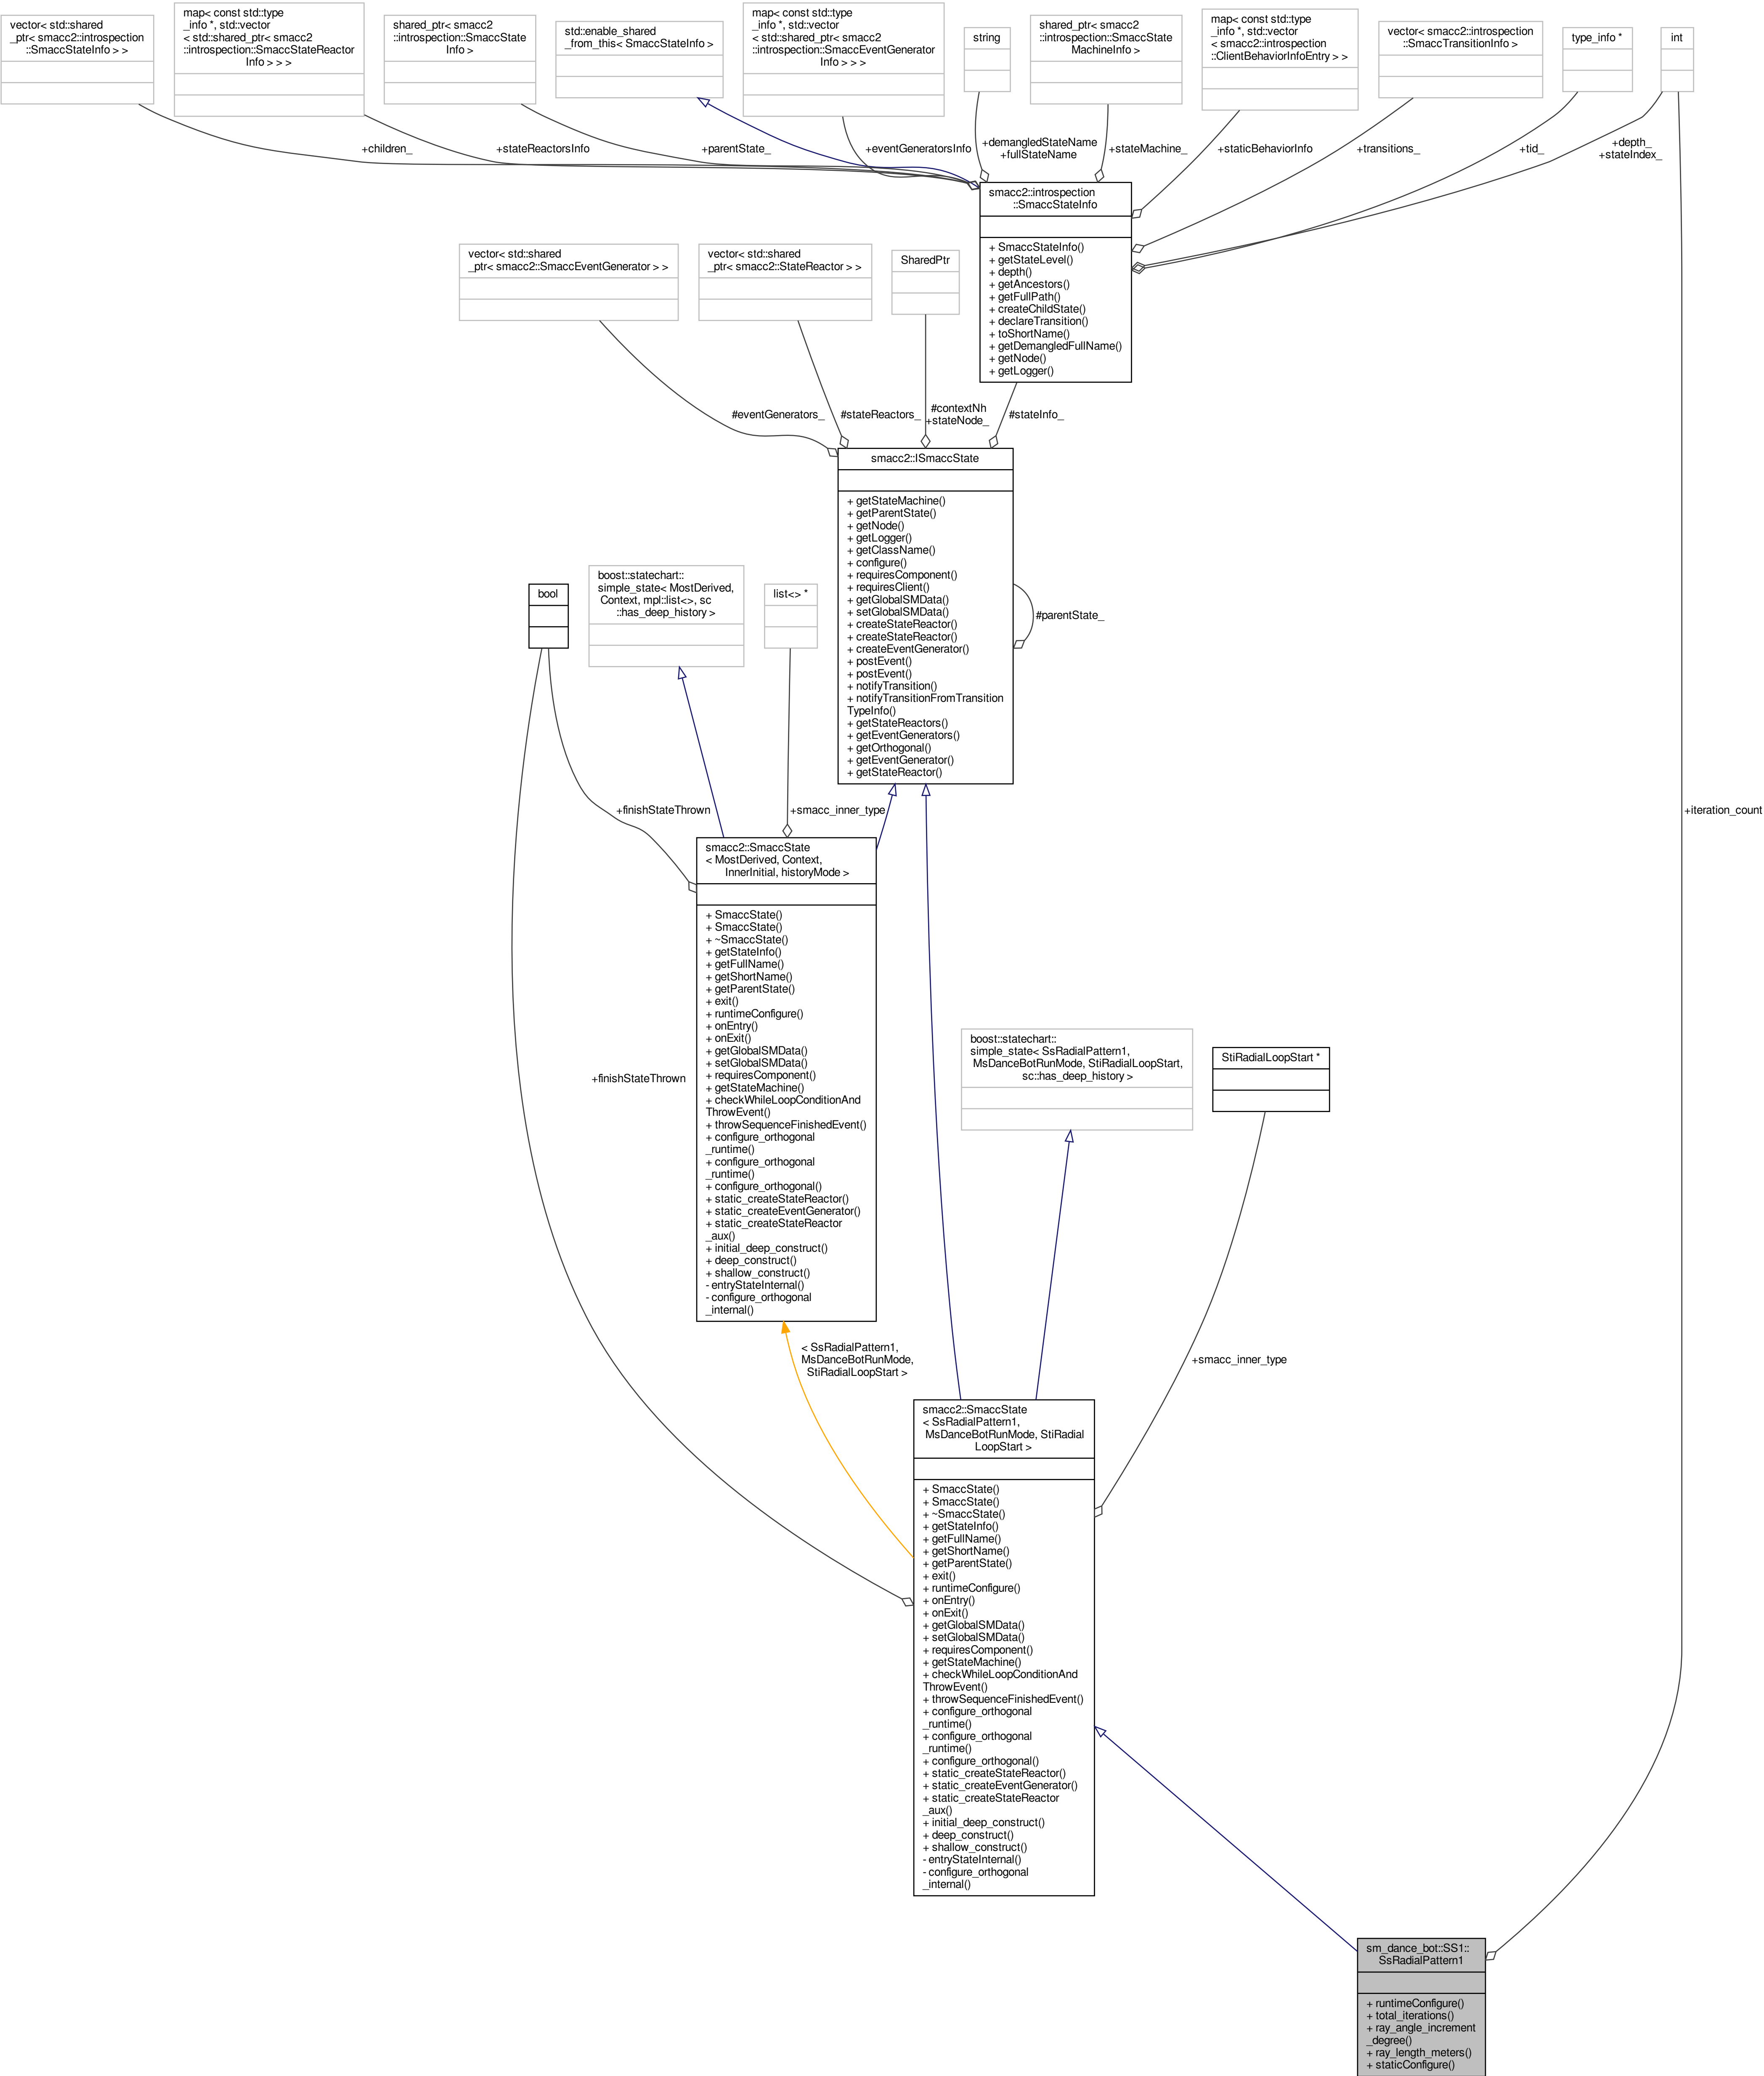 vector< std::shared
_ptr< smacc2::introspection
::SmaccStateInfo > >
map< const std::type
_info *, std::vector
< std::shared_ptr< smacc2
::introspection::SmaccStateReactor
Info > > >
shared_ptr< smacc2
::introspection::SmaccState
Info >
std::enable_shared
_from_this< SmaccStateInfo >
map< const std::type
_info *, std::vector
< std::shared_ptr< smacc2
::introspection::SmaccEventGenerator
Info > > >
string
shared_ptr< smacc2
::introspection::SmaccState
MachineInfo >
map< const std::type
_info *, std::vector
< smacc2::introspection
::ClientBehaviorInfoEntry > >
vector< smacc2::introspection
::SmaccTransitionInfo >
type_info *
int
+children_
+stateReactorsInfo
+parentState_
+eventGeneratorsInfo
+demangledStateName
+fullStateName
+stateMachine_
+staticBehaviorInfo
+transitions_
+tid_
+depth_
+stateIndex_
smacc2::introspection
::SmaccStateInfo
+ SmaccStateInfo()
+ getStateLevel()
+ depth()
+ getAncestors()
+ getFullPath()
+ createChildState()
+ declareTransition()
+ toShortName()
+ getDemangledFullName()
+ getNode()
+ getLogger()
vector< std::shared
_ptr< smacc2::SmaccEventGenerator > >
vector< std::shared
_ptr< smacc2::StateReactor > >
SharedPtr
#eventGenerators_
#stateReactors_
#contextNh
+stateNode_
#stateInfo_
smacc2::ISmaccState
+ getStateMachine()
+ getParentState()
+ getNode()
+ getLogger()
+ getClassName()
+ configure()
+ requiresComponent()
+ requiresClient()
+ getGlobalSMData()
+ setGlobalSMData()
+ createStateReactor()
+ createStateReactor()
+ createEventGenerator()
+ postEvent()
+ postEvent()
+ notifyTransition()
+ notifyTransitionFromTransition
TypeInfo()
+ getStateReactors()
+ getEventGenerators()
+ getOrthogonal()
+ getEventGenerator()
+ getStateReactor()
#parentState_
bool
boost::statechart::
simple_state< MostDerived,
Context, mpl::list<>, sc
::has_deep_history >
list<> *
+finishStateThrown
+smacc_inner_type
+iteration_count
smacc2::SmaccState
< MostDerived, Context,
InnerInitial, historyMode >
+ SmaccState()
+ SmaccState()
+ ~SmaccState()
+ getStateInfo()
+ getFullName()
+ getShortName()
+ getParentState()
+ exit()
+ runtimeConfigure()
+ onEntry()
+ onExit()
+ getGlobalSMData()
+ setGlobalSMData()
+ requiresComponent()
+ getStateMachine()
+ checkWhileLoopConditionAnd
ThrowEvent()
+ throwSequenceFinishedEvent()
+ configure_orthogonal
_runtime()
+ configure_orthogonal
_runtime()
+ configure_orthogonal()
+ static_createStateReactor()
+ static_createEventGenerator()
+ static_createStateReactor
_aux()
+ initial_deep_construct()
+ deep_construct()
+ shallow_construct()
- entryStateInternal()
- configure_orthogonal
_internal()
+finishStateThrown
boost::statechart::
simple_state< SsRadialPattern1,
MsDanceBotRunMode, StiRadialLoopStart,
sc::has_deep_history >
StiRadialLoopStart *
< SsRadialPattern1,
MsDanceBotRunMode,
StiRadialLoopStart >
+smacc_inner_type
smacc2::SmaccState
< SsRadialPattern1,
MsDanceBotRunMode, StiRadial
LoopStart >
+ SmaccState()
+ SmaccState()
+ ~SmaccState()
+ getStateInfo()
+ getFullName()
+ getShortName()
+ getParentState()
+ exit()
+ runtimeConfigure()
+ onEntry()
+ onExit()
+ getGlobalSMData()
+ setGlobalSMData()
+ requiresComponent()
+ getStateMachine()
+ checkWhileLoopConditionAnd
ThrowEvent()
+ throwSequenceFinishedEvent()
+ configure_orthogonal
_runtime()
+ configure_orthogonal
_runtime()
+ configure_orthogonal()
+ static_createStateReactor()
+ static_createEventGenerator()
+ static_createStateReactor
_aux()
+ initial_deep_construct()
+ deep_construct()
+ shallow_construct()
- entryStateInternal()
- configure_orthogonal
_internal()
sm_dance_bot::SS1::
SsRadialPattern1
+ runtimeConfigure()
+ total_iterations()
+ ray_angle_increment
_degree()
+ ray_length_meters()
+ staticConfigure()